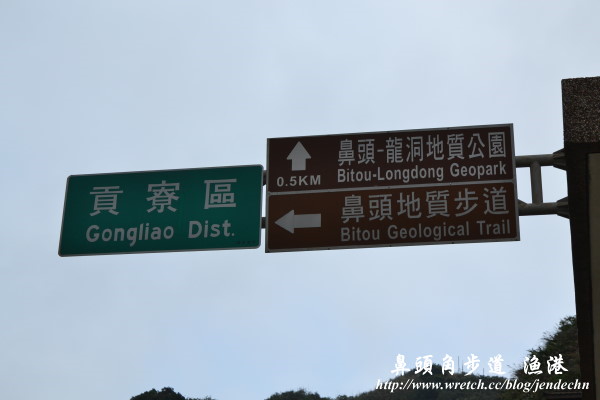 貢寮區
Gongliao Dist.
0.5KM
鼻頭-龍洞地質公園
Bitou-Longdong Geopark
鼻頭地質步道
Bitou Geological Trail
鼻頭角步道 漁港
http://www.wretch.cc/blog/jendechn